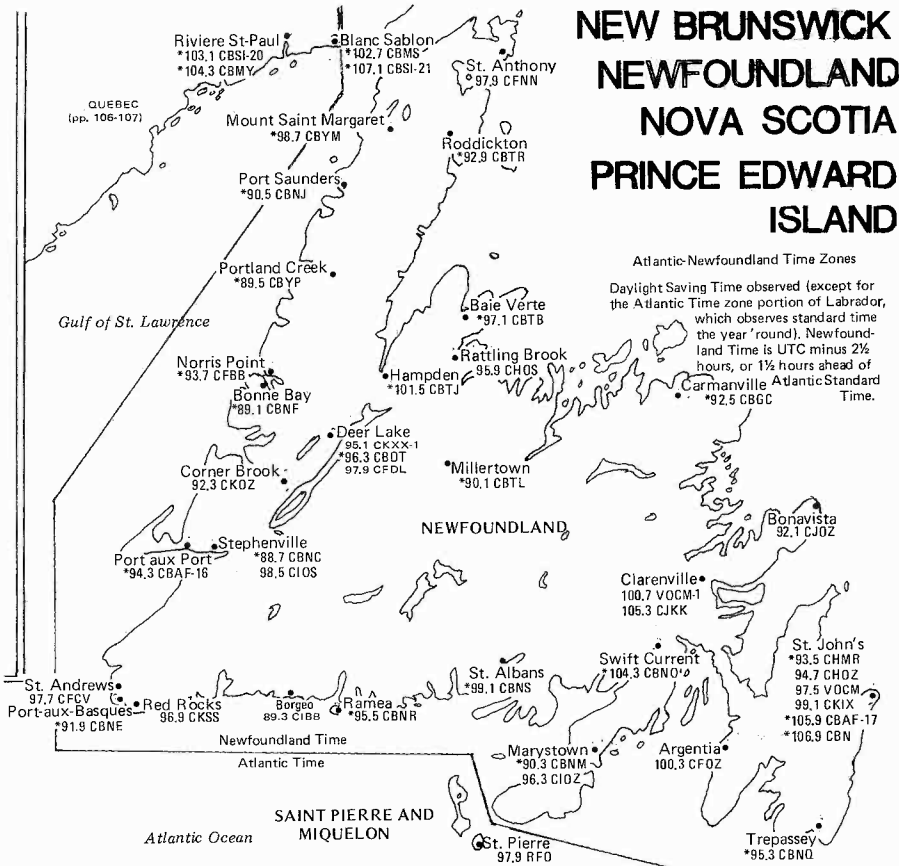 NEW BRUNSWICK
NEWFOUNDLAND
NOVA SCOTIA
PRINCE EDWARD
ISLAND
Atlantic-Newfoundland Time Zones
Daylight Saving Time observed (except for
the Atlantic Time zone portion of Labrador,
which observes standard time
the year 'round). Newfound-
land Time is UTC minus 2½
hours, or 1½ hours ahead of
Atlantic Standard
Time.
Riviere St-Paul
*103.1 CBSI-20
*104.3 CBMY
Blanc Sablon
*102.7 CBMS
*107.1 CBSI-21
St. Anthony
97.9 CFNN
QUEBEC
(pp. 106-107)
Mount Saint Margaret
*98.7 CBYM
Roddickton
*92.9 CBTR
Port Saunders
*90.5 CBNJ
Portland Creek
*89.5 CBYP
Gulf of St. Lawrence
Baie Verte
*97.1 CBTB
Rattling Brook
95.9 CHOS
Norris Point
*93.7 CFBB
Bonne Bay
*89.1 CBNF
Hampden
*101.5 CBTJ
Carmanville
*92.5 CBGC
Deer Lake
95.1 CKXX-1
*96.3 CBDT
97.9 CFDL
Corner Brook
92.3 CKOZ
Millertown
*90.1 CBTL
NEWFOUNDLAND
Bonavista
92.1 CJOZ
Stephenville
*88.7 CBNC
98.5 CIOS
Port aux Port
*94.3 CBAF-16
Clarenville
100.7 VOCM-1
105.3 CJKK
St. John's
*93.5 CHMR
94.7 CHOZ
97.5 VOCM
99.1 CKIX
*105.9 CBAF-17
*106.9 CBN
Swift Current
*104.3 CBNO
St. Albans
*99.1 CBNS
St. Andrews
97.7 CFCV
Port-aux-Basques
*91.9 CBNE
Red Rocks
96.9 CKSS
Borgeo
89.3 CIBB
Ramea
*95.5 CBNR
Newfoundland Time
Atlantic Time
Marystown
*90.3 CBNM
96.3 CIOZ
Argentia
100.3 CFOZ
SAINT PIERRE AND
MIQUELON
Atlantic Ocean
St. Pierre
97.9 RFO
Trepassey
*95.3 CBNQ